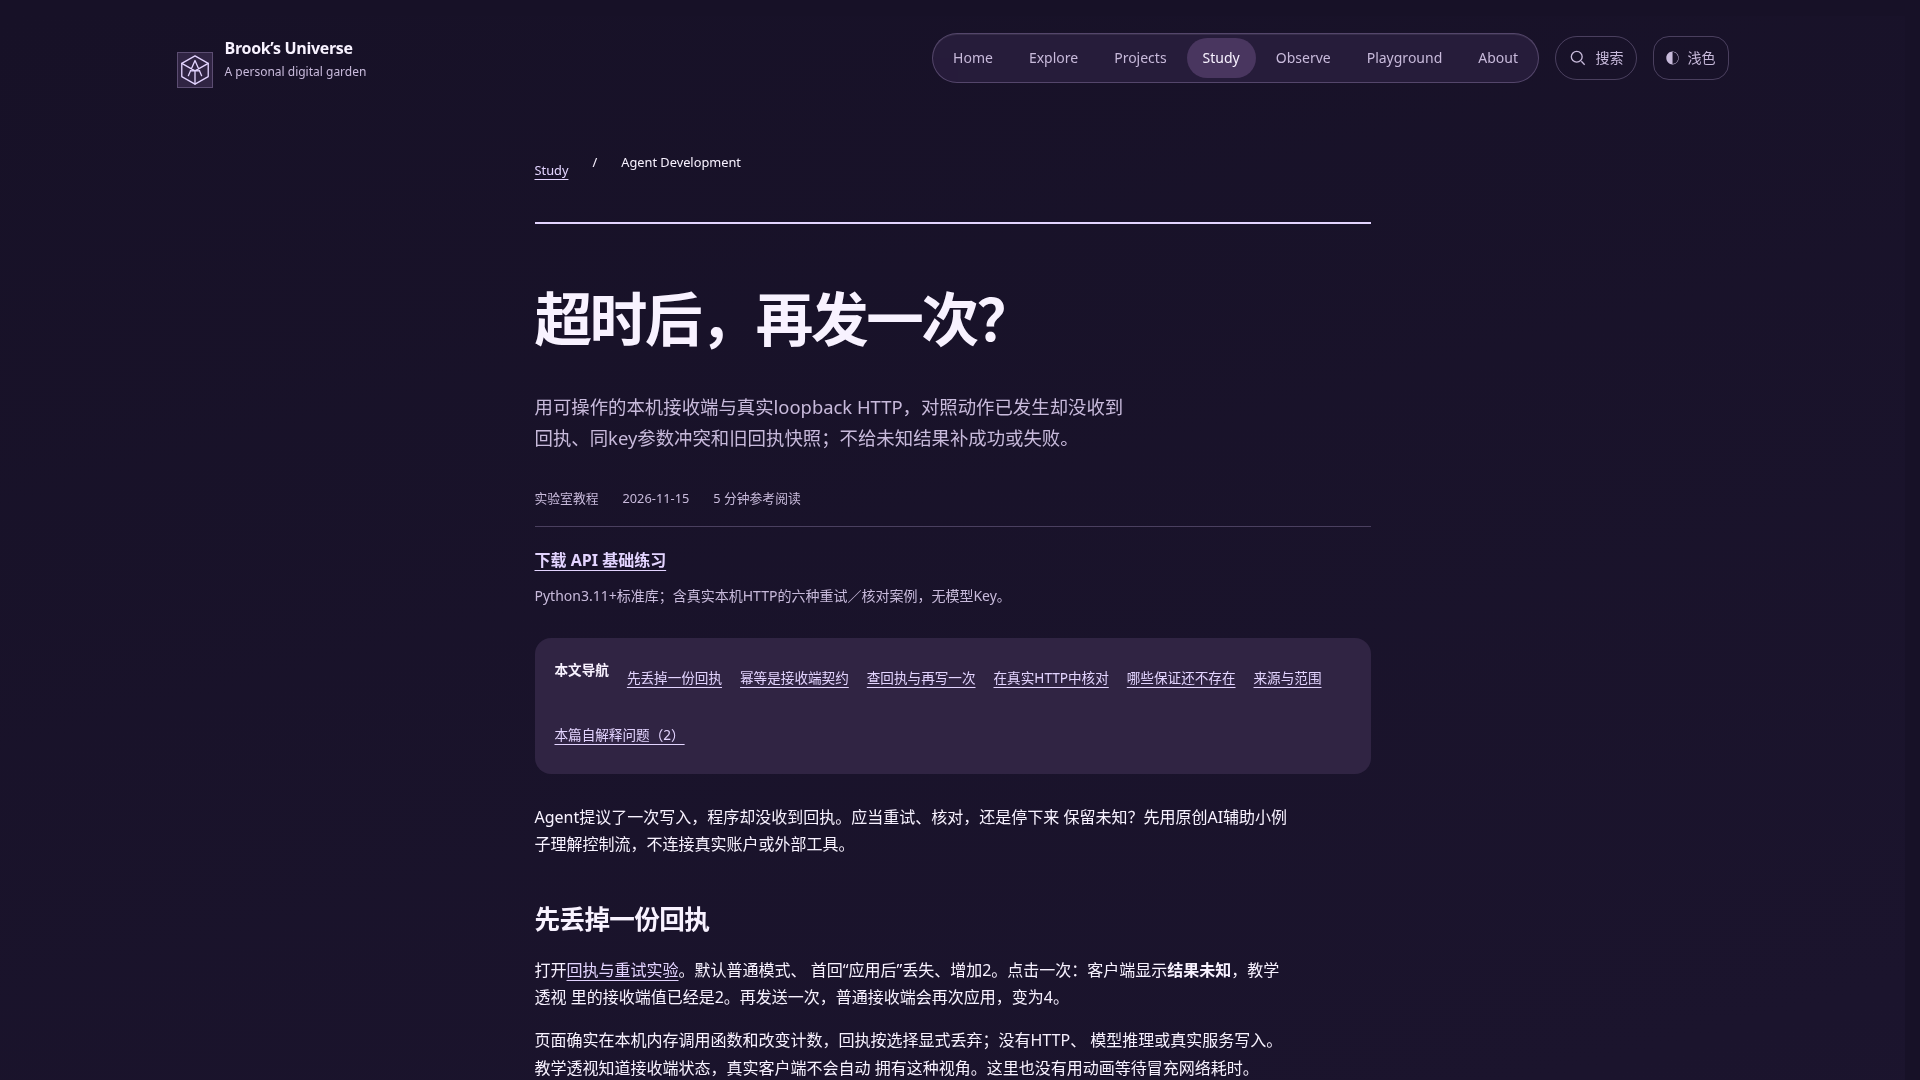 Brook’s Universe
A personal digital garden
Home Explore Projects Study Observe Playground About 搜索 浅色
Study / Agent Development
超时后，再发一次？
用可操作的本机接收端与真实loopback HTTP，对照动作已发生却没收到
回执、同key参数冲突和旧回执快照；不给未知结果补成功或失败。
实验室教程 2026-11-15 5 分钟参考阅读
下载 API 基础练习
Python3.11+标准库；含真实本机HTTP的六种重试／核对案例，无模型Key。
本文导航 先丢掉一份回执 幂等是接收端契约 查回执与再写一次 在真实HTTP中核对 哪些保证还不存在 来源与范围
本篇自解释问题（2）
Agent提议了一次写入，程序却没收到回执。应当重试、核对，还是停下来 保留未知？先用原创AI辅助小例
子理解控制流，不连接真实账户或外部工具。
先丢掉一份回执
打开回执与重试实验。默认普通模式、 首回“应用后”丢失、增加2。点击一次：客户端显示结果未知，教学
透视 里的接收端值已经是2。再发送一次，普通接收端会再次应用，变为4。
页面确实在本机内存调用函数和改变计数，回执按选择显式丢弃；没有HTTP、 模型推理或真实服务写入。
教学透视知道接收端状态，真实客户端不会自动 拥有这种视角。这里也没有用动画等待冒充网络耗时。